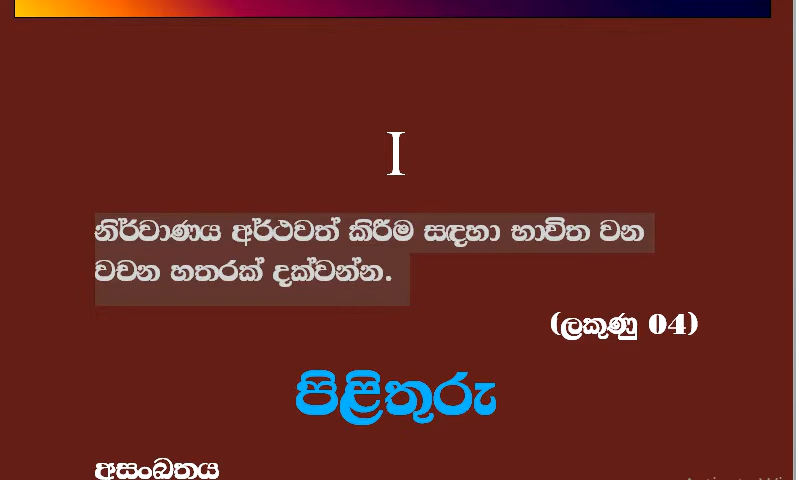 I
නිර්වාණය අර්ථවත් කිරීම සඳහා භාවිත වන
වචන හතරක් දක්වන්න.
(ලකුණු 04)
පිළිතුරු
අසංඛතය